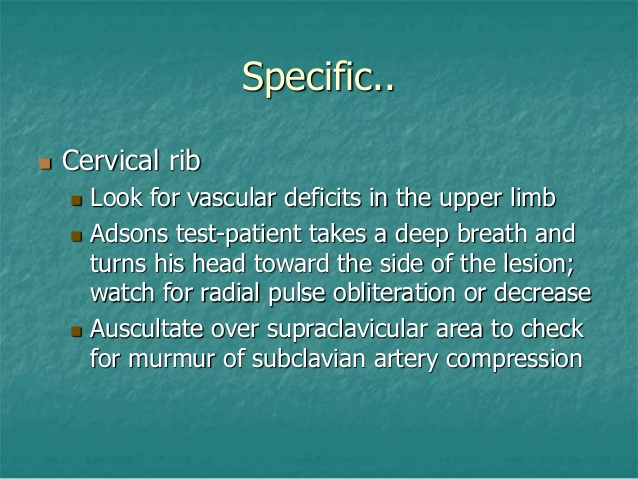 Specific..
Cervical rib
Look for vascular deficits in the upper limb
Adsons test-patient takes a deep breath and
turns his head toward the side of the lesion;
watch for radial pulse obliteration or decrease
Auscultate over supraclavicular area to check
for murmur of subclavian artery compression